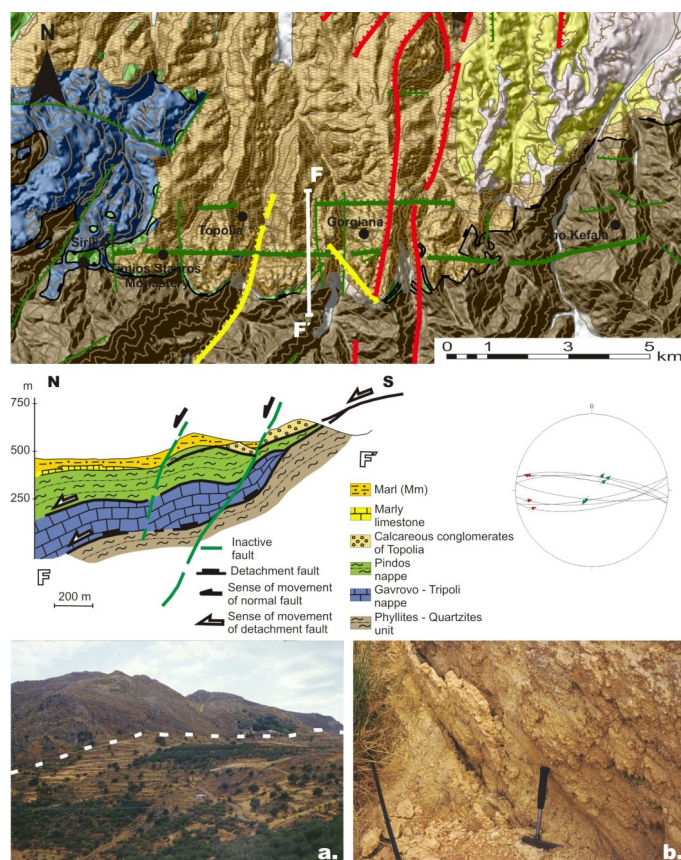 N
F
Topolia
Gorgiana
Ano Kefala
Timios Stavros
Monastery
F'
0 1 3 5
km
N
S
m
750
500
250
F
F'
200 m
Inactive
fault
Detachment fault
Sense of movement
of normal fault
Sense of movement
of detachment fault
Marl (Mm)
Marly
limestone
Calcareous conglomerates
of Topolia
Pindos
nappe
Gavrovo - Tripoli
nappe
Phyllites - Quartzites
unit
0
a.
b.